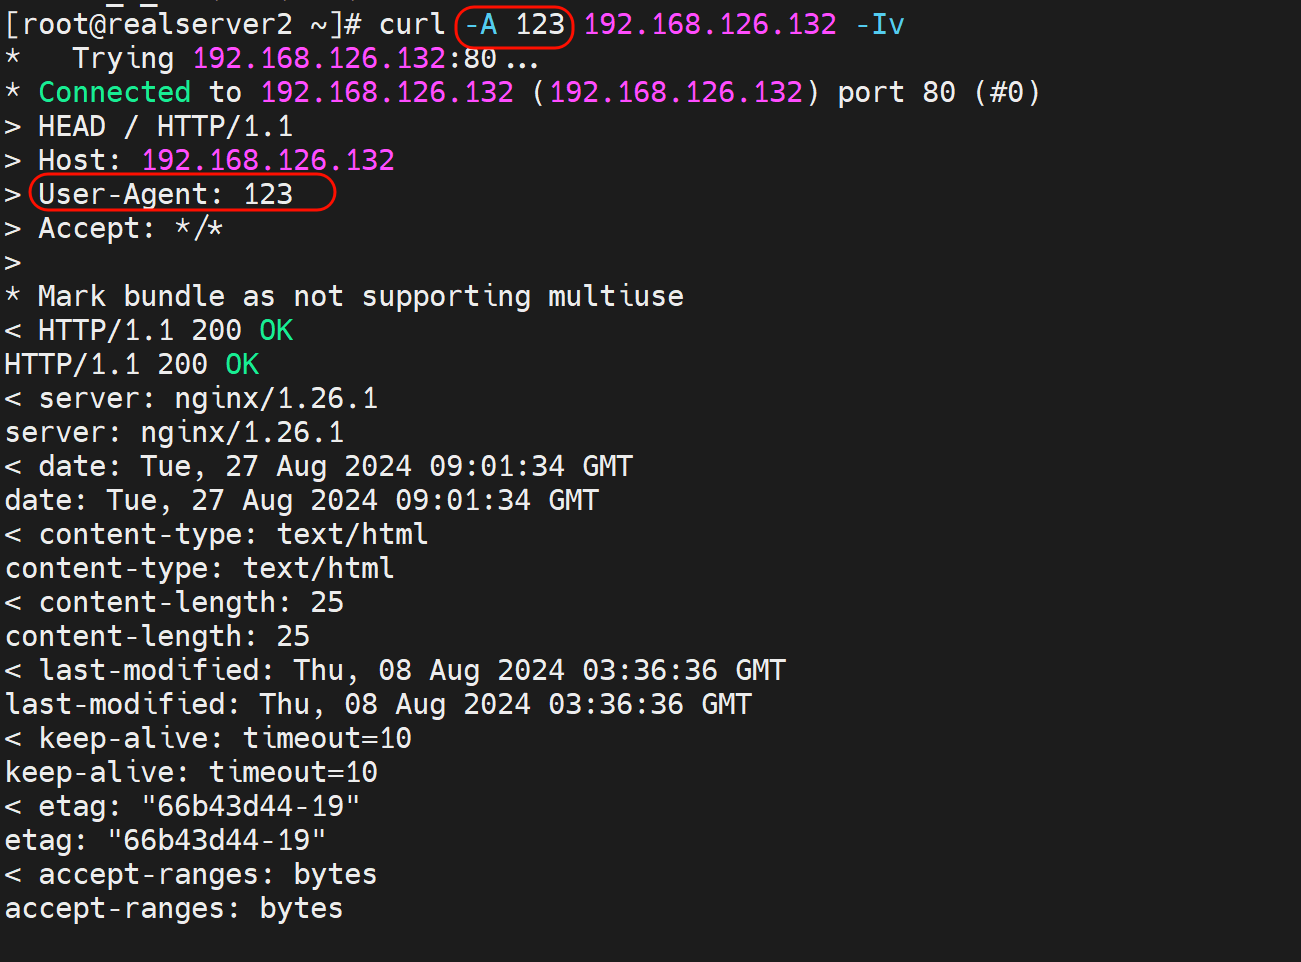 [root@realserver2 ~]# curl -A 123 192.168.126.132 -Iv
*   Trying 192.168.126.132:80...
* Connected to 192.168.126.132 (192.168.126.132) port 80 (#0)
> HEAD / HTTP/1.1
> Host: 192.168.126.132
> User-Agent: 123
> Accept: */*
>
* Mark bundle as not supporting multiuse
< HTTP/1.1 200 OK
HTTP/1.1 200 OK
< server: nginx/1.26.1
server: nginx/1.26.1
< date: Tue, 27 Aug 2024 09:01:34 GMT
date: Tue, 27 Aug 2024 09:01:34 GMT
< content-type: text/html
content-type: text/html
< content-length: 25
content-length: 25
< last-modified: Thu, 08 Aug 2024 03:36:36 GMT
last-modified: Thu, 08 Aug 2024 03:36:36 GMT
< keep-alive: timeout=10
keep-alive: timeout=10
< etag: "66b43d44-19"
etag: "66b43d44-19"
< accept-ranges: bytes
accept-ranges: bytes